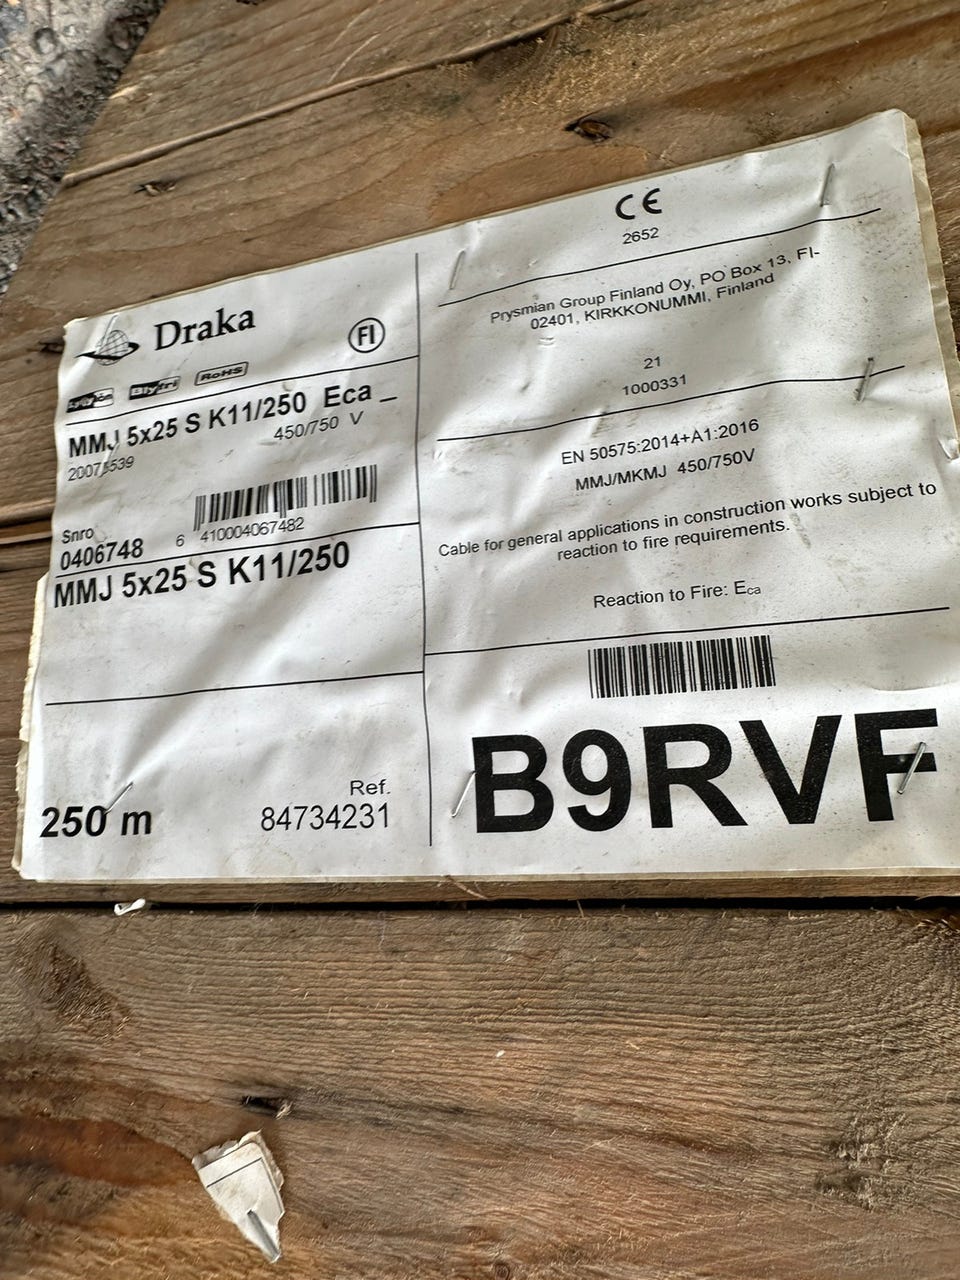 Draka
FI
Blyfri
RoHS
MMJ 5x25 S K11/250 Eca
450/750 V
Snro
0406748
6 410004067482
MMJ 5x25 S K11/250
250 m
Ref.
84734231
CE
2652
Prysmian Group Finland Oy, PO Box 13, FI-
02401, KIRKKONUMMI, Finland
21
1000331
EN 50575:2014+A1:2016
MMJ/MKMJ 450/750V
Cable for general applications in construction works subject to
reaction to fire requirements.
Reaction to Fire: Eca
B9RVF